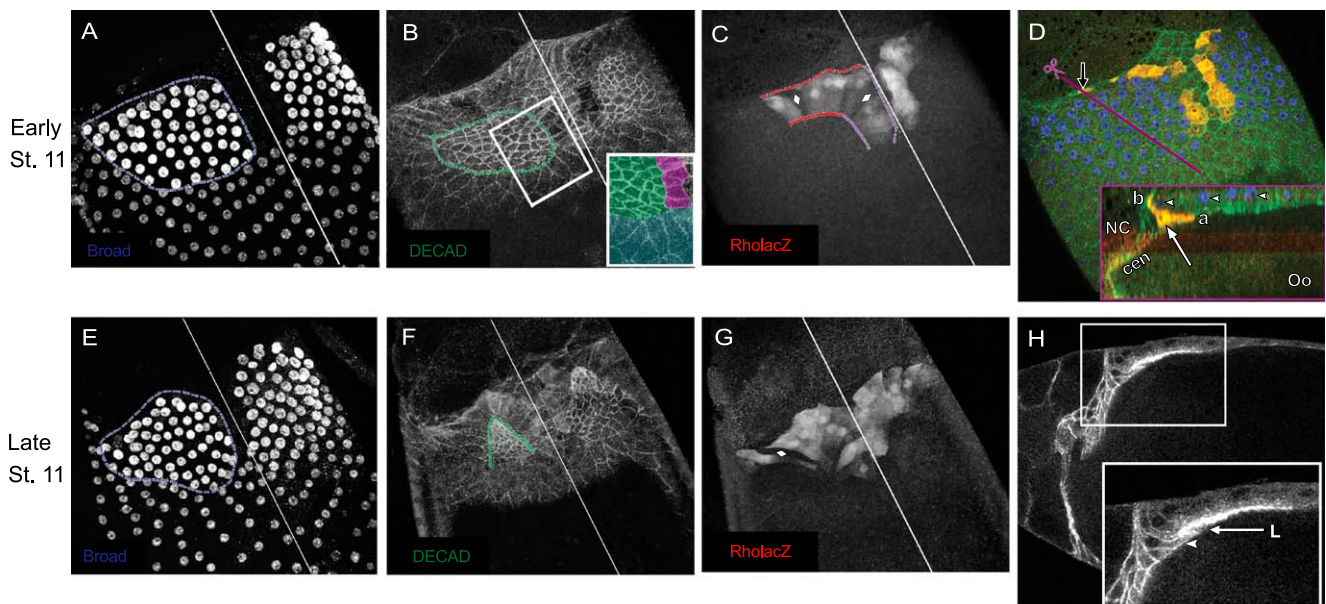 A
B
C
D
Early
St. 11
Broad
DECAD
RholacZ
b
a
NC
cen
Oo
E
F
G
H
Late
St. 11
Broad
DECAD
RholacZ
L